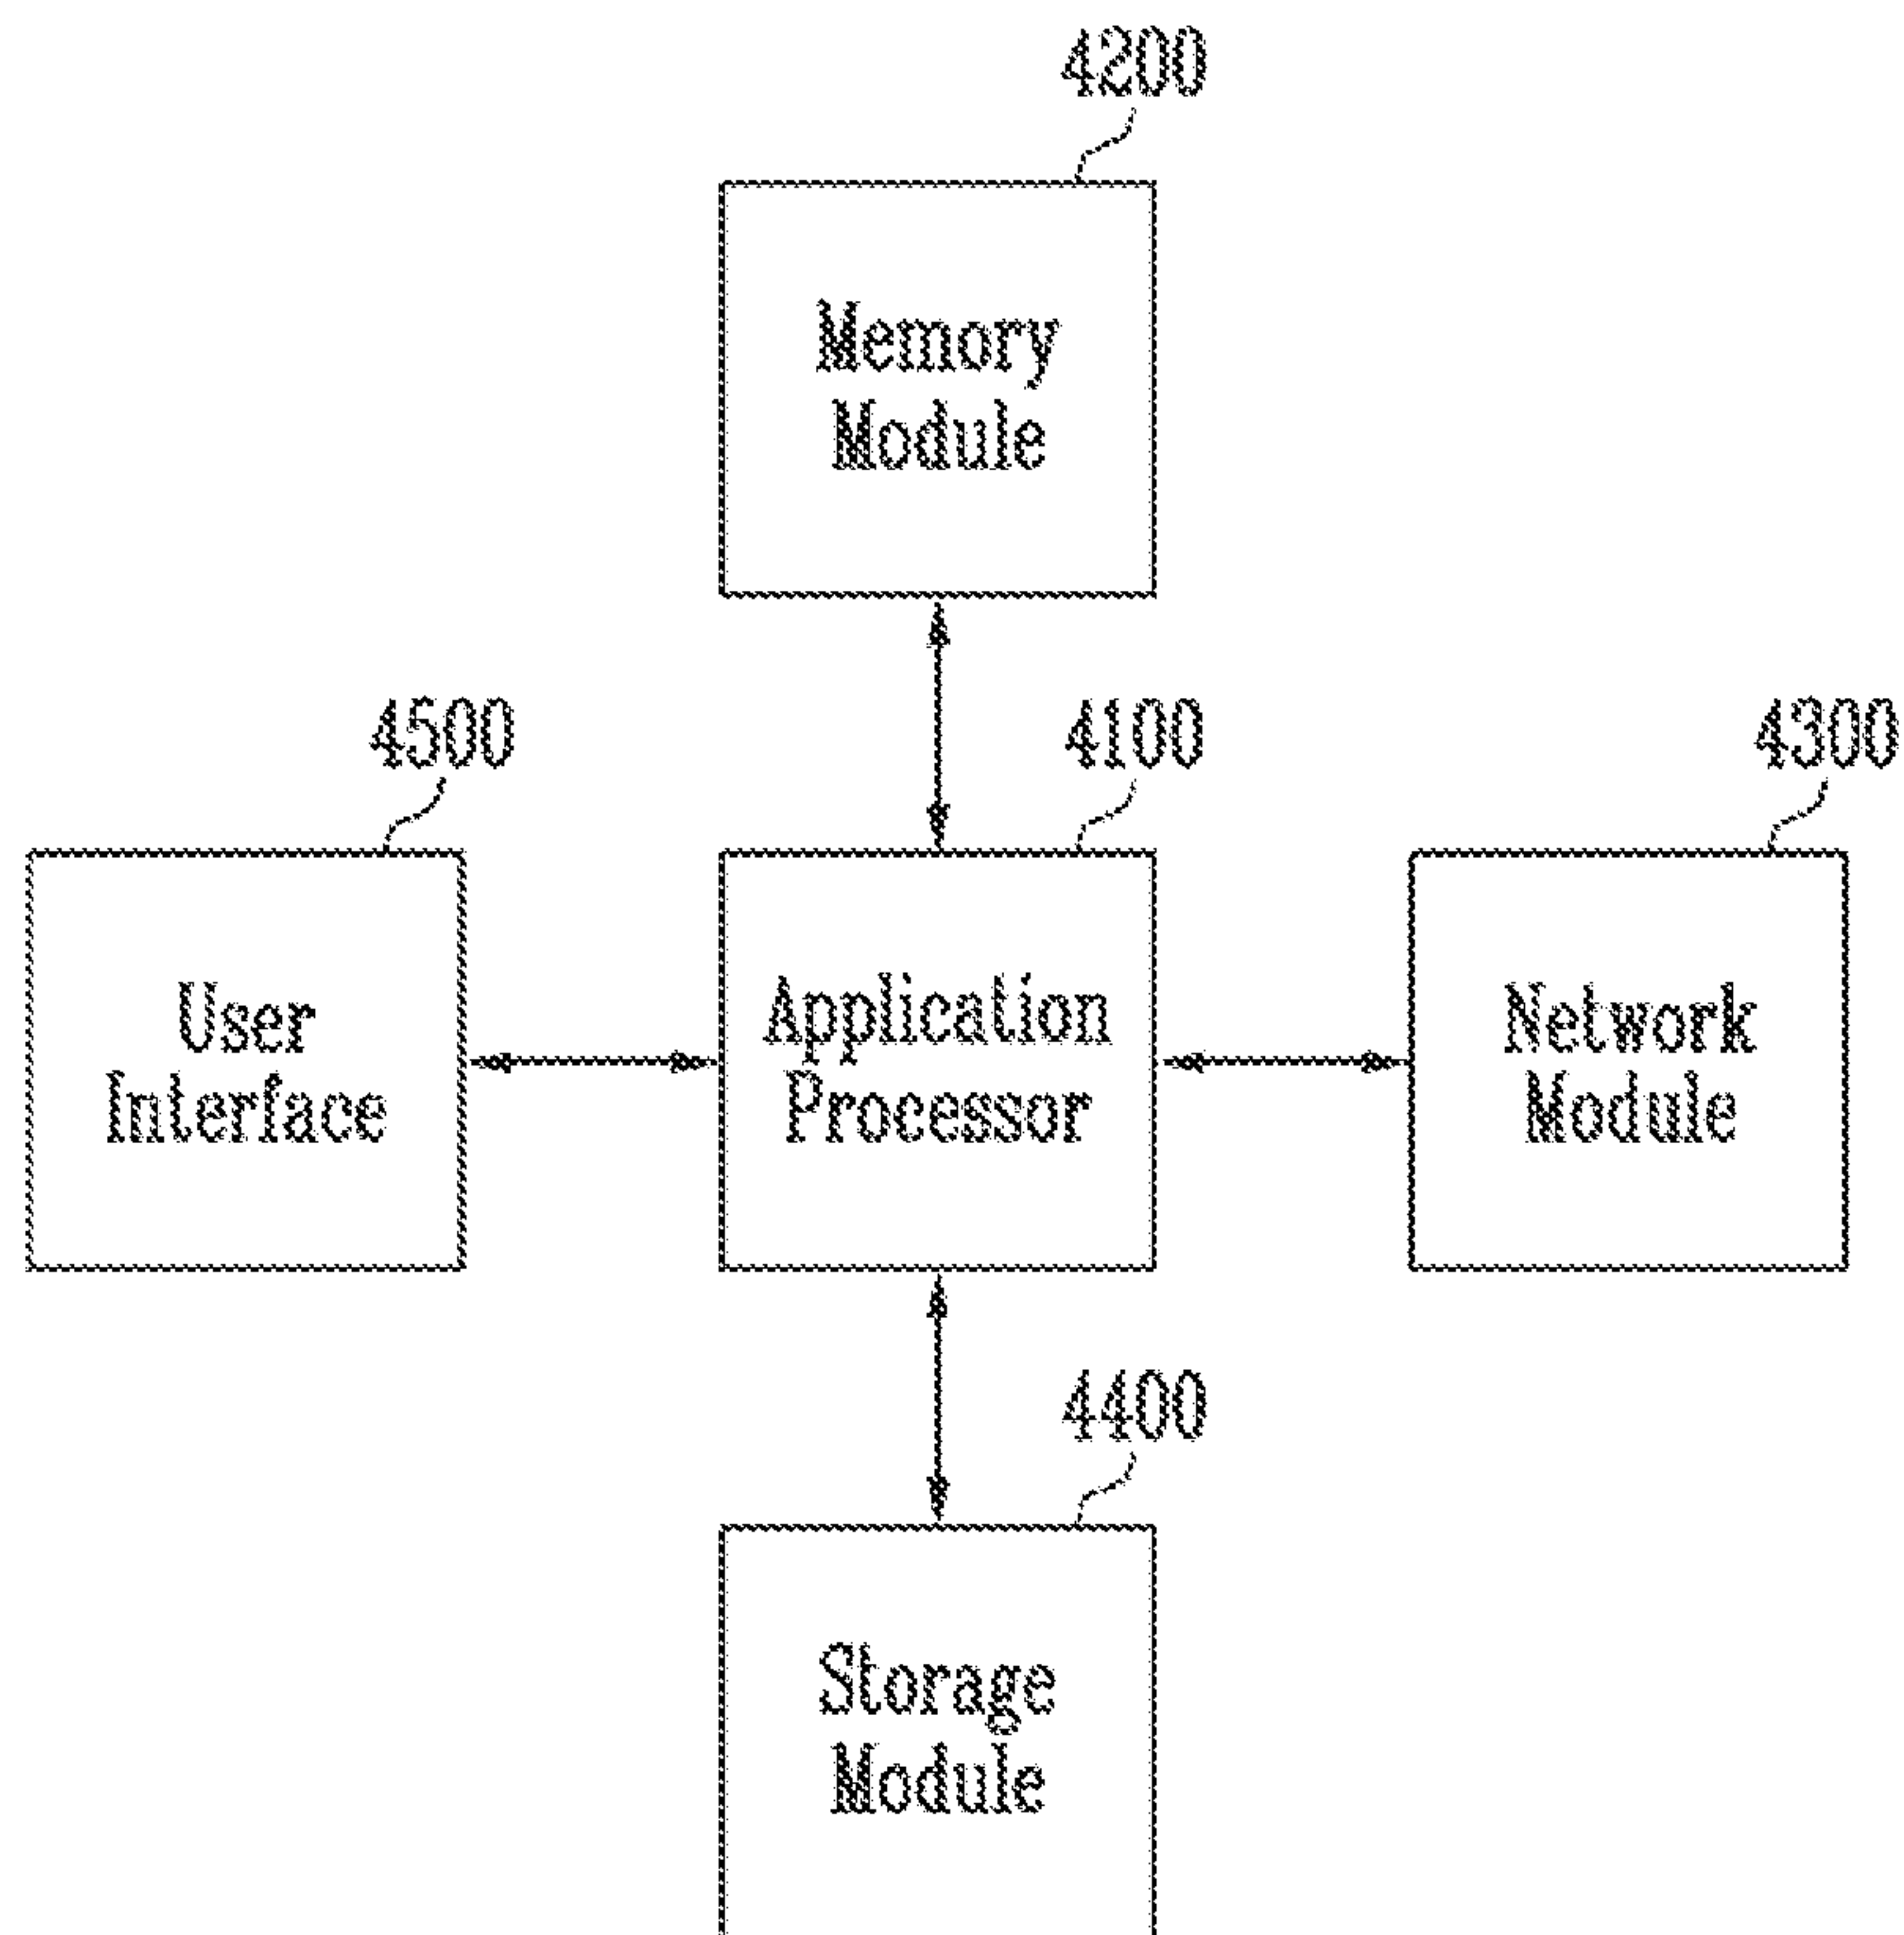 4200
Memory
Module
4500
4100
4300
User
Interface
Application
Processor
Network
Module
4400
Storage
Module